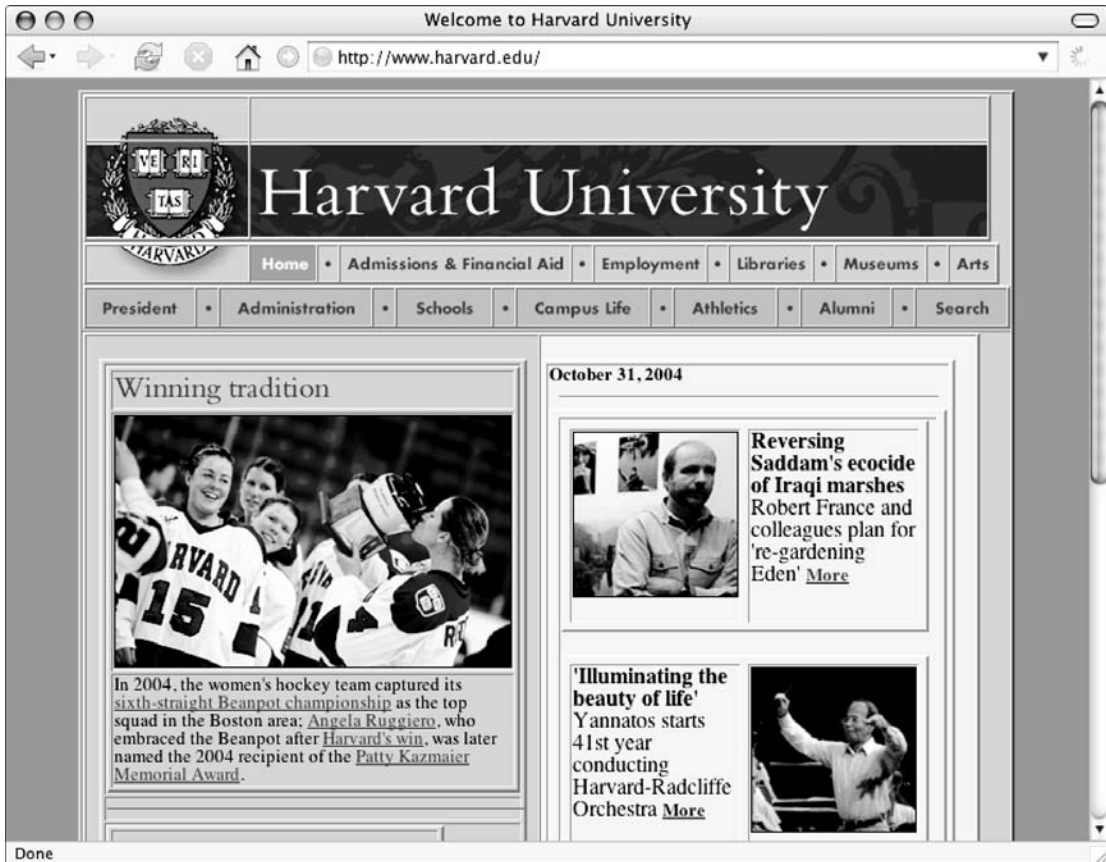 Welcome to Harvard University
http://www.harvard.edu/
VE RI
TAS
HARVARD
Harvard University
Home • Admissions & Financial Aid • Employment • Libraries • Museums • Arts
President • Administration • Schools • Campus Life • Athletics • Alumni • Search
Winning tradition
HARVARD
15
4
In 2004, the women's hockey team captured its
sixth-straight Beanpot championship as the top
squad in the Boston area; Angela Ruggiero, who
embraced the Beanpot after Harvard's win, was later
named the 2004 recipient of the Patty Kazmaier
Memorial Award.
October 31, 2004
Reversing
Saddam's ecocide
of Iraqi marshes
Robert France and
colleagues plan for
're-gardening
Eden' More
'Illuminating the
beauty of life'
Yannatos starts
41st year
conducting
Harvard-Radcliffe
Orchestra More
Done